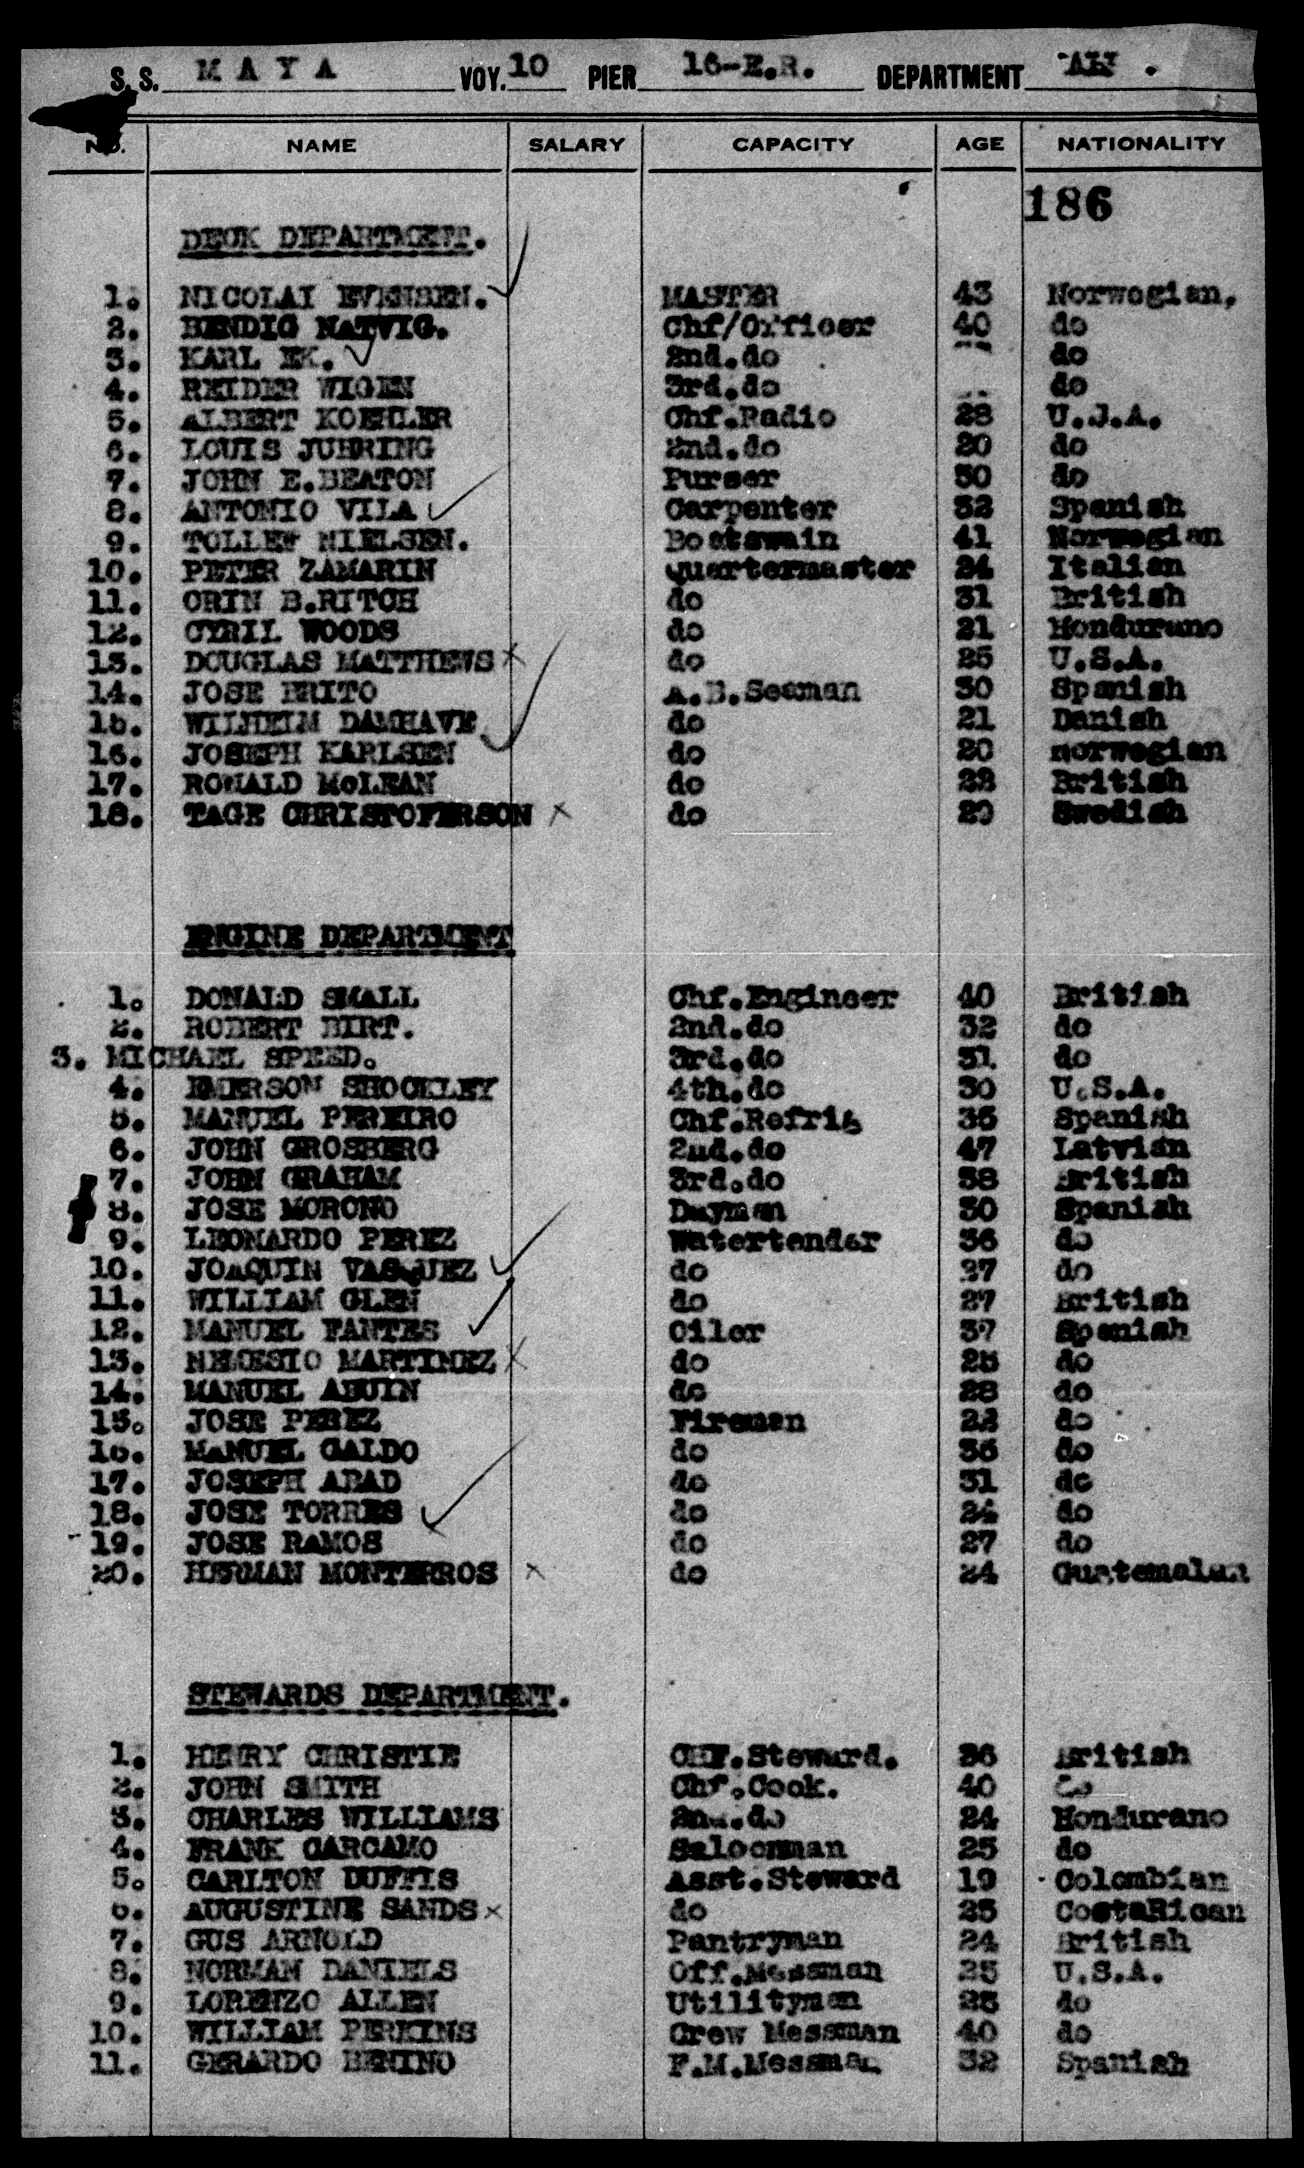 S. S. MAYA VOY. 10 PIER 16-E.R. DEPARTMENT
NO. NAME SALARY CAPACITY AGE NATIONALITY
186
DECK DEPARTMENT.
1. NICOLAI EVENSEN. MASTER 43 Norwegian,
2. BENDIG NATVIG. Chf/Officer 40 do
3. KARL EK. 2nd.do do
4. REIDER WIGEN 3rd.do do
5. ALBERT KOEHLER Chf.Radio 28 U.S.A.
6. LOUIS JUHRING 2nd.do 20 do
7. JOHN E.BEATON Purser 30 do
8. ANTONIO VILA Carpenter 32 Spanish
9. TOLLEW NIELSEN. Boatswain 41 Norwegian
10. PETER ZAMARIN Quartermaster 24 Italian
11. ORIN B.RITCH do 31 British
12. CYRIL WOODS do 21 Hondurano
13. DOUGLAS MATTHEWS x do 25 U.S.A.
14. JOSE BRITO A.B.Seaman 30 Spanish
15. WILHELM DAMHAVE do 21 Danish
16. JOSEPH KARLSEN do 20 norwegian
17. RONALD McLEAN do 22 British
18. TAGE CHRISTOFERSON x do 20 Swedish
ENGINE DEPARTMENT
1. DONALD SMALL Chf.Engineer 40 British
2. ROBERT BIRT. 2nd.do 32 do
3. MICHAEL SPEED. 3rd.do 31 do
4. EMERSON SHOCKLEY 4th.do 30 U.S.A.
5. MANUEL PEREIRO Chf.Refrig 35 Spanish
6. JOHN GROSBERG 2nd.do 47 Latvian
7. JOHN GRAHAM 3rd.do 38 British
8. JOSE MORONO Dayman 30 Spanish
9. LEONARDO PEREZ Watertender 36 do
10. JOAQUIN VASQUEZ do 27 do
11. WILLIAM GLEN do 27 British
12. MANUEL FANTES Oiler 37 Spanish
13. NEMESIO MARTINEZ x do 25 do
14. MANUEL ABUIN do 28 do
15. JOSE PEREZ Fireman 22 do
16. MANUEL GALDO do 36 do
17. JOSEPH ABAD do 31 do
18. JOSE TORRES do 24 do
19. JOSE RAMOS do 27 do
20. HERMAN MONTERROS x do 24 Guatemalan
STEWARDS DEPARTMENT.
1. HENRY CHRISTIE CHF.Steward. 36 British
2. JOHN SMITH Chf.Cook. 40 do
3. CHARLES WILLIAMS 2nd.do 24 Hondurano
4. FRANK CARCAMO Saloonman 25 do
5. CARLTON DUFFIS Asst.Steward 19 Colombian
6. AUGUSTINE SANDS x do 25 CostaRican
7. GUS ARNOLD Pantryman 24 British
8. NORMAN DANIELS Off.Messman 25 U.S.A.
9. LORENZO ALLEN Utilityman 25 do
10. WILLIAM PERKINS Crew Messman 40 do
11. GERARDO BENINO F.M.Messman 32 Spanish